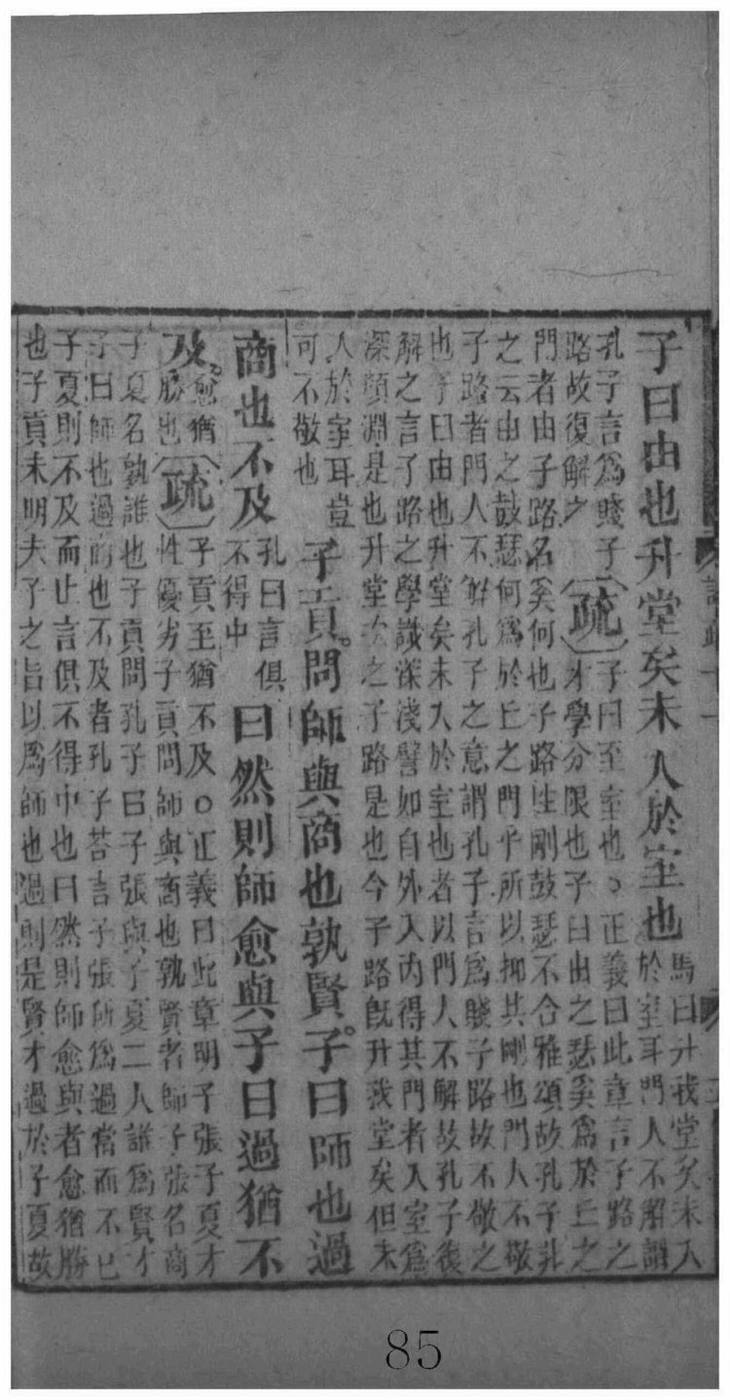 子曰由也升堂矣未入於室也馬曰升我堂矣未入
於室耳門人不解謂
孔子言爲賤子
路故復解之
疏
子曰至室也○正義曰此章言子路之
才學分限也子曰由之瑟奚爲於丘之
門者由子路名奚何也子路性剛鼓瑟不合雅頌故孔子非
之云由之鼓瑟何爲於丘之門乎所以抑其剛也門人不敬
子路者門人不解孔子之意謂孔子言爲賤子路故不敬之
也子曰由也升堂矣未入於室也者以門人不解故孔子復
解之言子路之學識深淺譬如自外入內得其門者入室爲
深顏淵是也升堂次之子路是也今子路既升我堂矣但未
入於室耳豈
可不敬也
子貢問師與商也孰賢子曰師也過
商也不及
孔曰言俱
不得中
曰然則師愈與子曰過猶不
及
愈猶
勝也
疏
子貢至猶不及○正義曰此章明子張子夏才
性優劣子貢問師與商也孰賢者師子張名商
子夏名孰誰也子貢問孔子曰子張與子夏二人誰爲賢才
子曰師也過商也不及者孔子荅言子張所爲過當而不已
子夏則不及而止言俱不得中也曰然則師愈與者愈猶勝
也子貢未明夫子之旨以爲師也過則是賢才過於子夏故
85